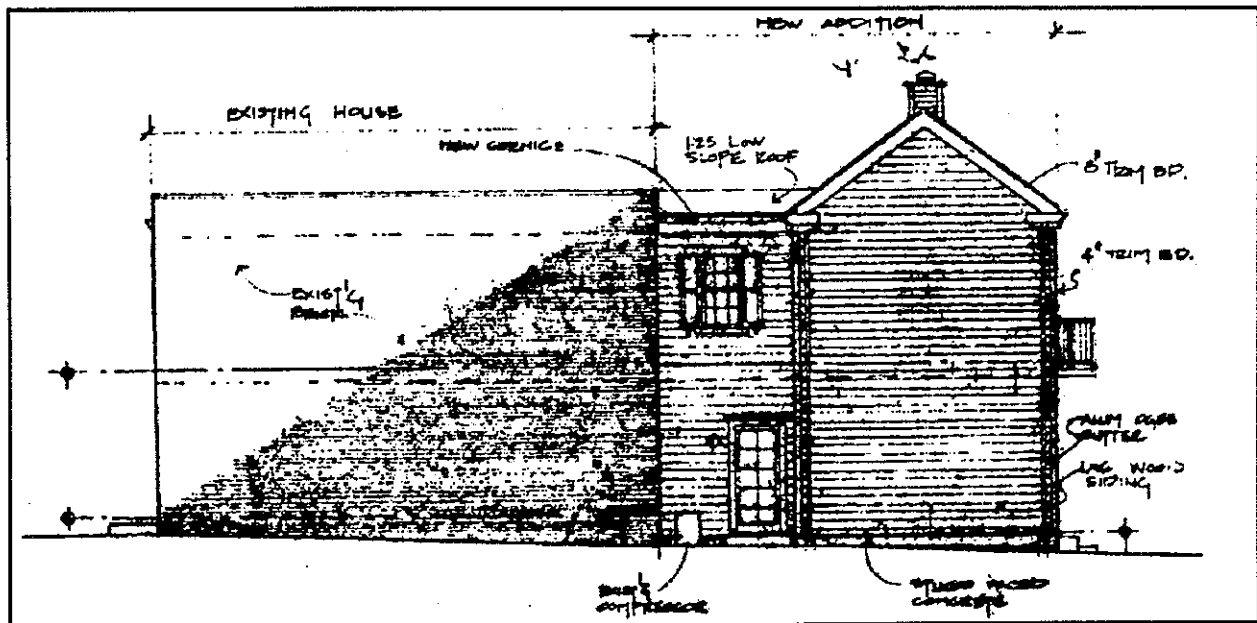 NEW ADDITION
EXISTING HOUSE
NEW CORNICE
1:25 LOW
SLOPE ROOF
8" TRIM BD.
4" TRIM BD.
EXIST'G
ALUM OGEE
GUTTER
WOOD
SIDING
EXIST'G
COMPRESSOR
CONCRETE